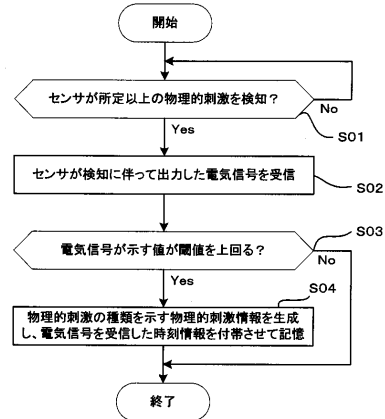 開始
センサが所定以上の物理的刺激を検知？
No
S01
Yes
センサが検知に伴って出力した電気信号を受信
S02
電気信号が示す値が閾値を上回る？
S03
No
Yes
S04
物理的刺激の種類を示す物理的刺激情報を生成
し、電気信号を受信した時刻情報を付帯させて記憶
終了